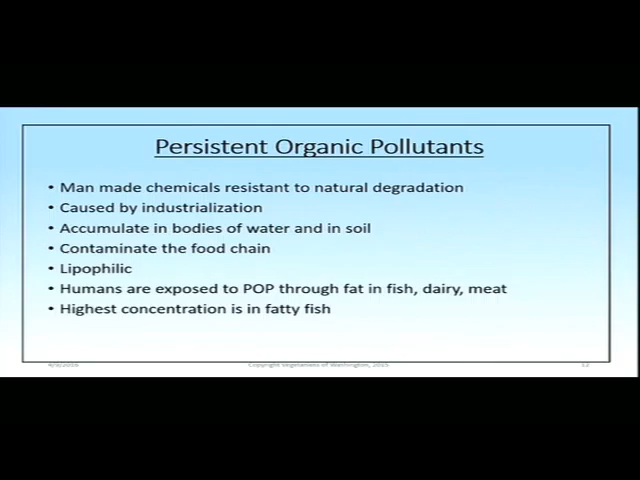 Persistent Organic Pollutants
• Man made chemicals resistant to natural degradation
• Caused by industrialization
• Accumulate in bodies of water and in soil
• Contaminate the food chain
• Lipophilic
• Humans are exposed to POP through fat in fish, dairy, meat
• Highest concentration is in fatty fish
Copyright Vegetarians of Washington, 2015
12